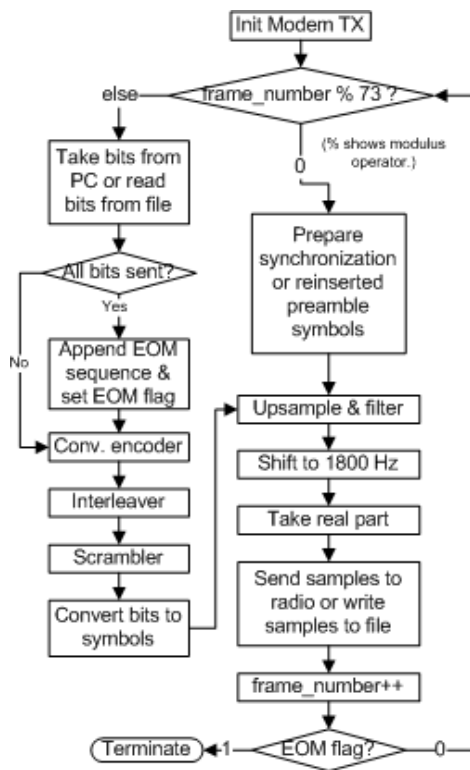 Init Modem TX
frame_number % 73 ?
else
0
(% shows modulus
operator.)
Take bits from
PC or read
bits from file
All bits sent?
Yes
No
Append EOM
sequence &
set EOM flag
Conv. encoder
Interleaver
Scrambler
Convert bits to
symbols
Prepare
synchronization
or reinserted
preamble
symbols
Upsample & filter
Shift to 1800 Hz
Take real part
Send samples to
radio or write
samples to file
frame_number++
EOM flag?
1
0
Terminate